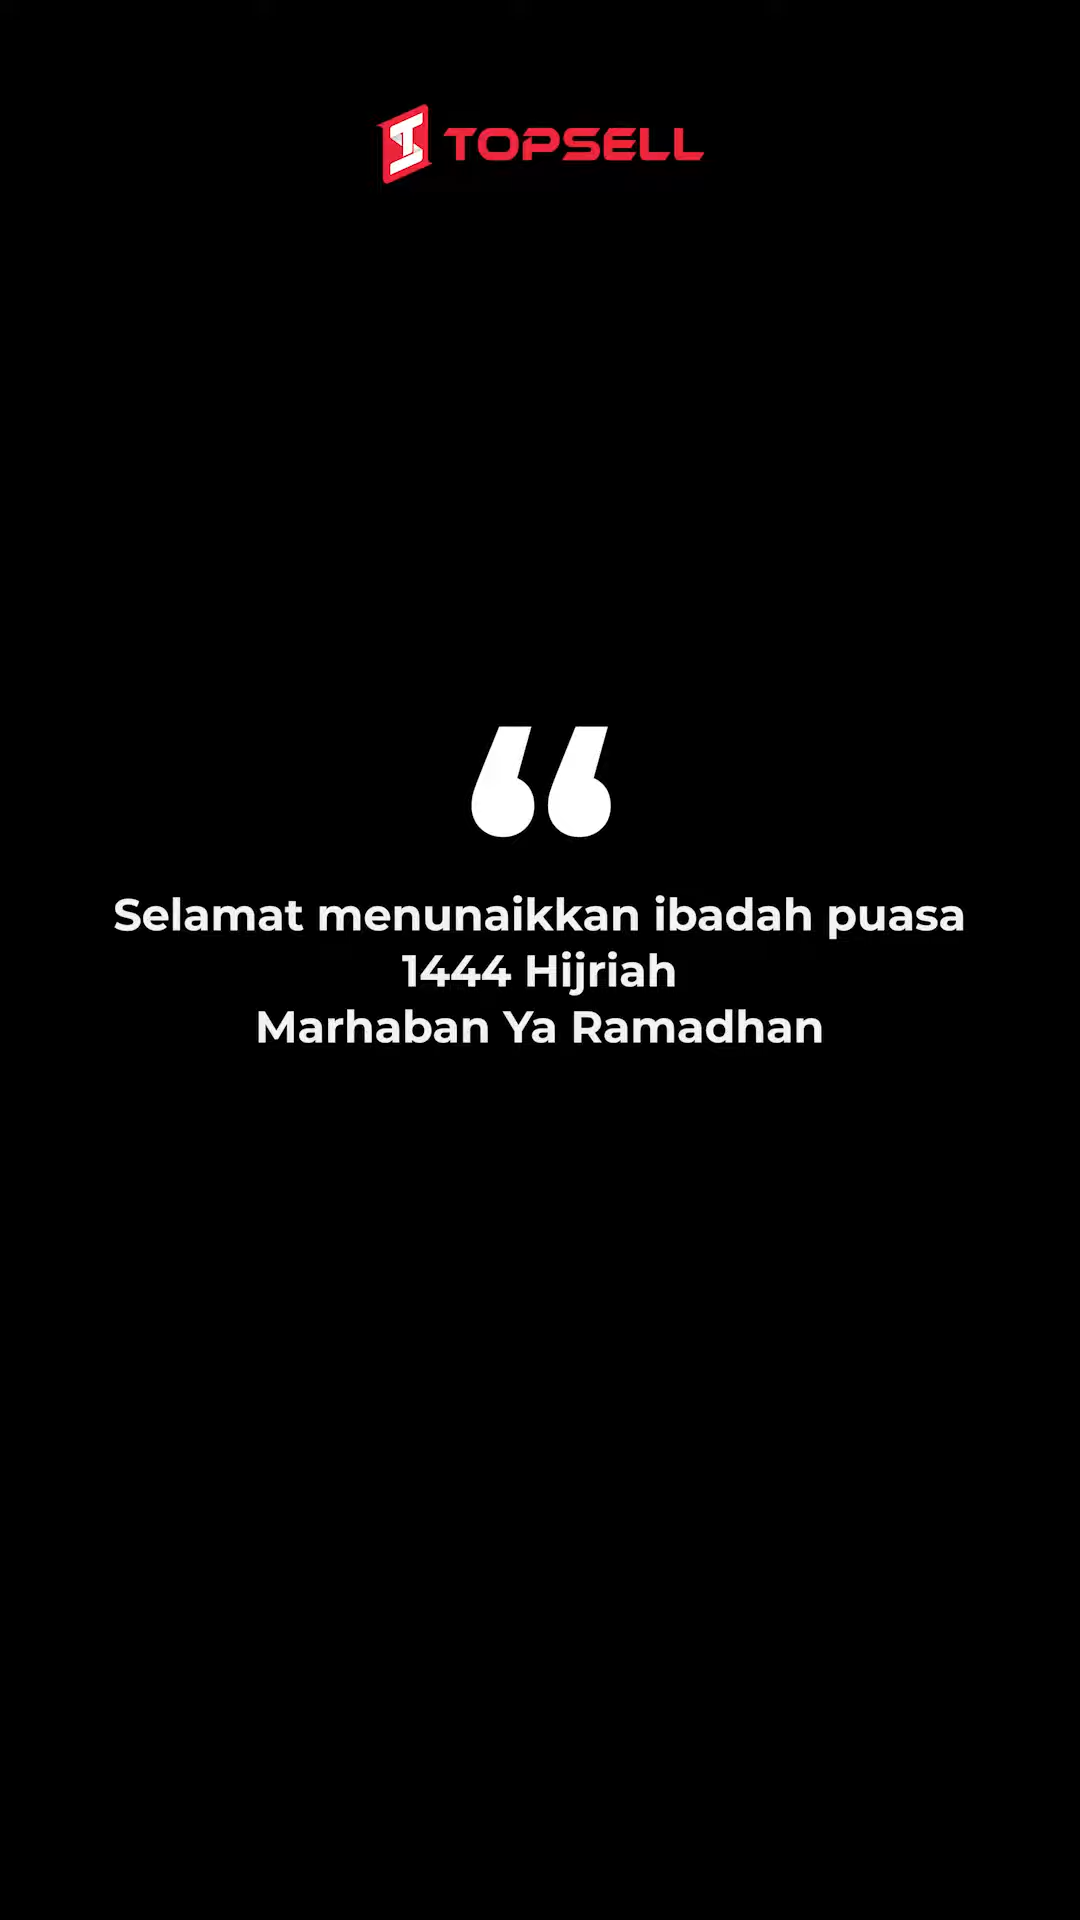 TOPSELL
“
Selamat menunaikkan ibadah puasa
1444 Hijriah
Marhaban Ya Ramadhan